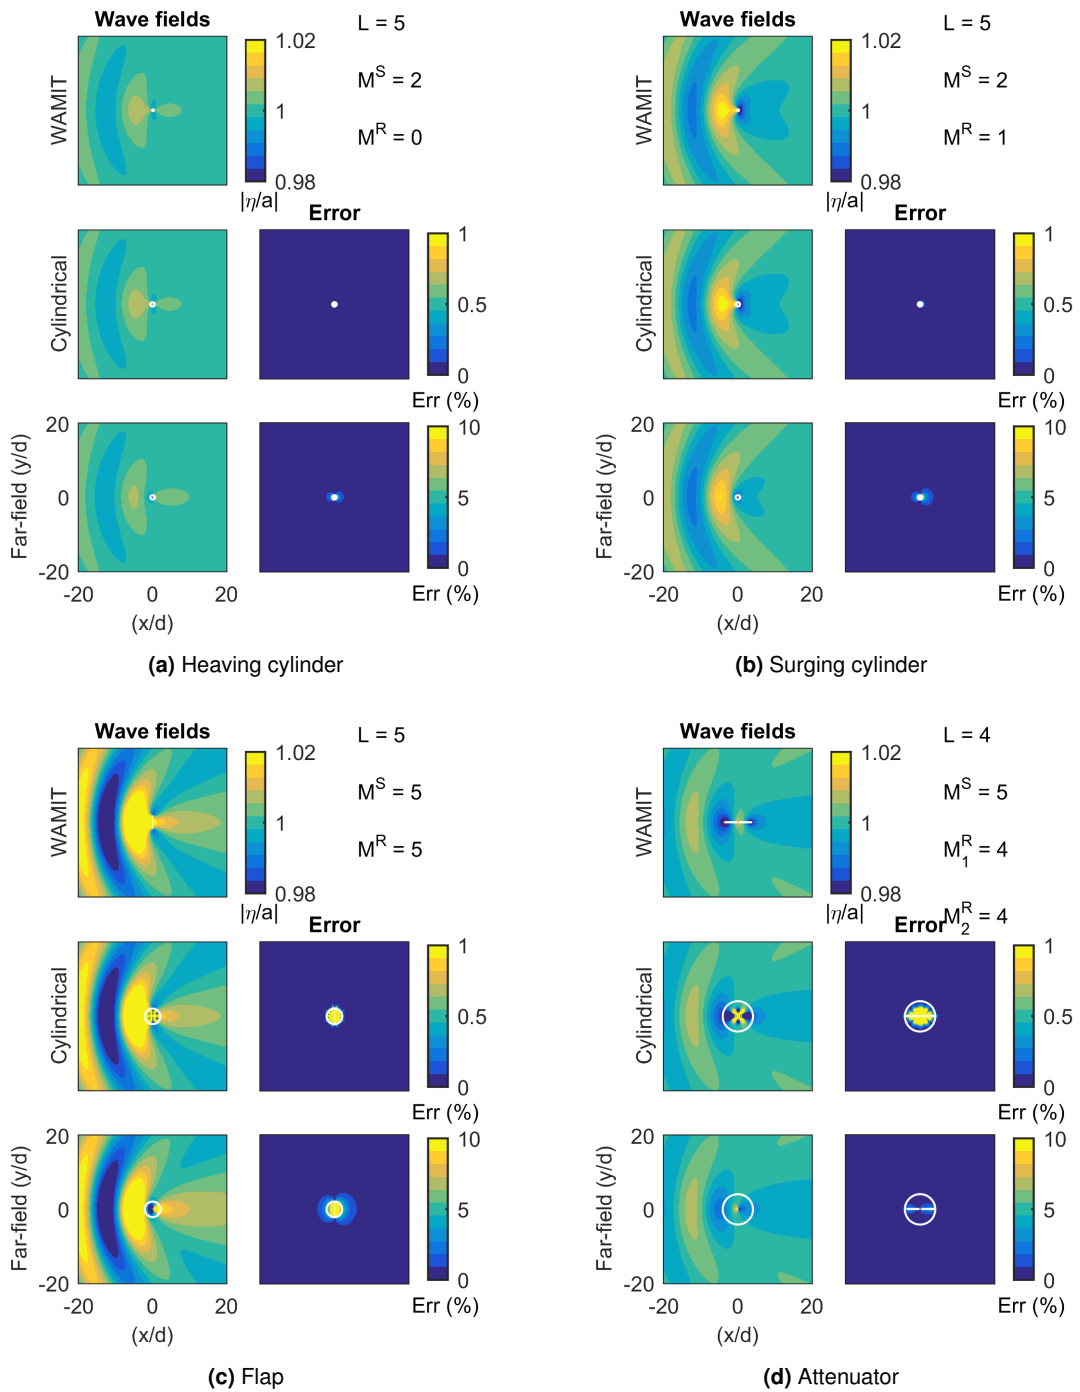 Wave fields
L = 5
WAMIT
1.02
1
0.98
|η/a|
M^S = 2
M^R = 0
Error
Cylindrical
1
0.5
0
Err (%)
Far-field (y/d)
20
0
-20
-20 0 20
(x/d)
10
5
0
Err (%)
(a) Heaving cylinder
Wave fields
L = 5
WAMIT
1.02
1
0.98
|η/a|
M^S = 2
M^R = 1
Error
Cylindrical
1
0.5
0
Err (%)
Far-field (y/d)
20
0
-20
-20 0 20
(x/d)
10
5
0
Err (%)
(b) Surging cylinder
Wave fields
L = 5
WAMIT
1.02
1
0.98
|η/a|
M^S = 5
M^R = 5
Error
Cylindrical
1
0.5
0
Err (%)
Far-field (y/d)
20
0
-20
-20 0 20
(x/d)
10
5
0
Err (%)
(c) Flap
Wave fields
L = 4
WAMIT
1.02
1
0.98
|η/a|
M^S = 5
M^R_1 = 4
M^R_2 = 4
Error
Cylindrical
1
0.5
0
Err (%)
Far-field (y/d)
20
0
-20
-20 0 20
(x/d)
10
5
0
Err (%)
(d) Attenuator